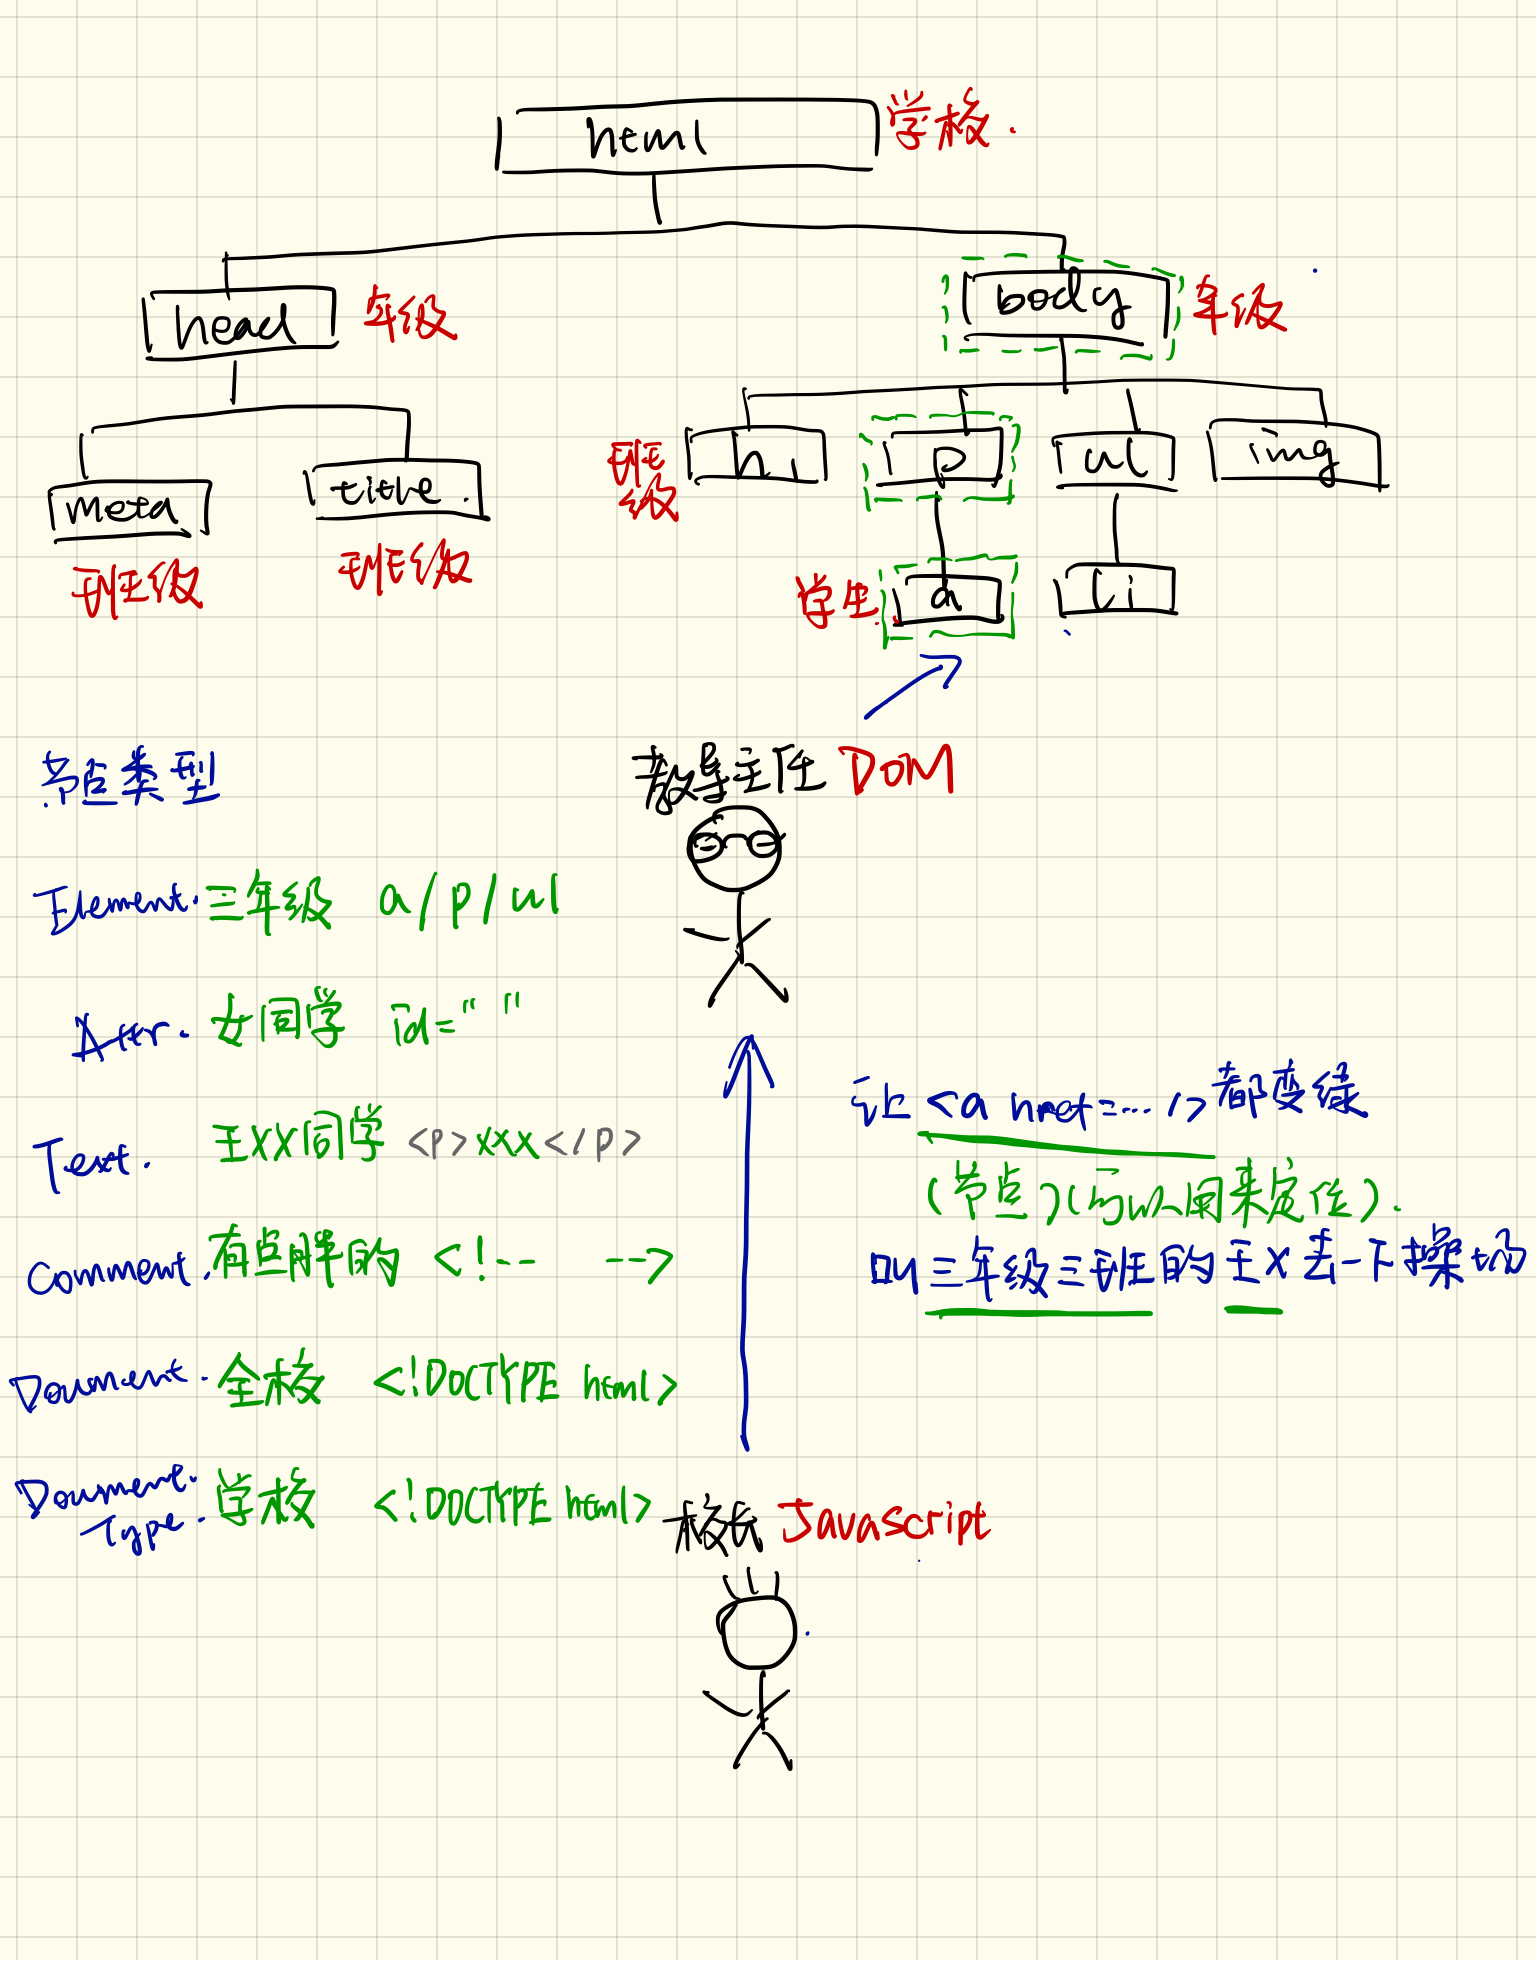 html 学校.
head 年级 body 年级
班级 h1 p ul img
meta title.
班级 班级
学生. a li
节点类型 教导主任 DOM
Element. 三年级 a/p/ul
Attr. 女同学 id=" "
Text. 王XX同学 <p>xxx</p>
让<a href=... />都变绿
(节点)(可以用来定位).
Comment. 有点胖的 <!-- -->
叫三年级三班的王X去一下操场
Doument. 全校 <!DOCTYPE html>
Doument. Type. 学校 <!DOCTYPE html>
校长 Javascript